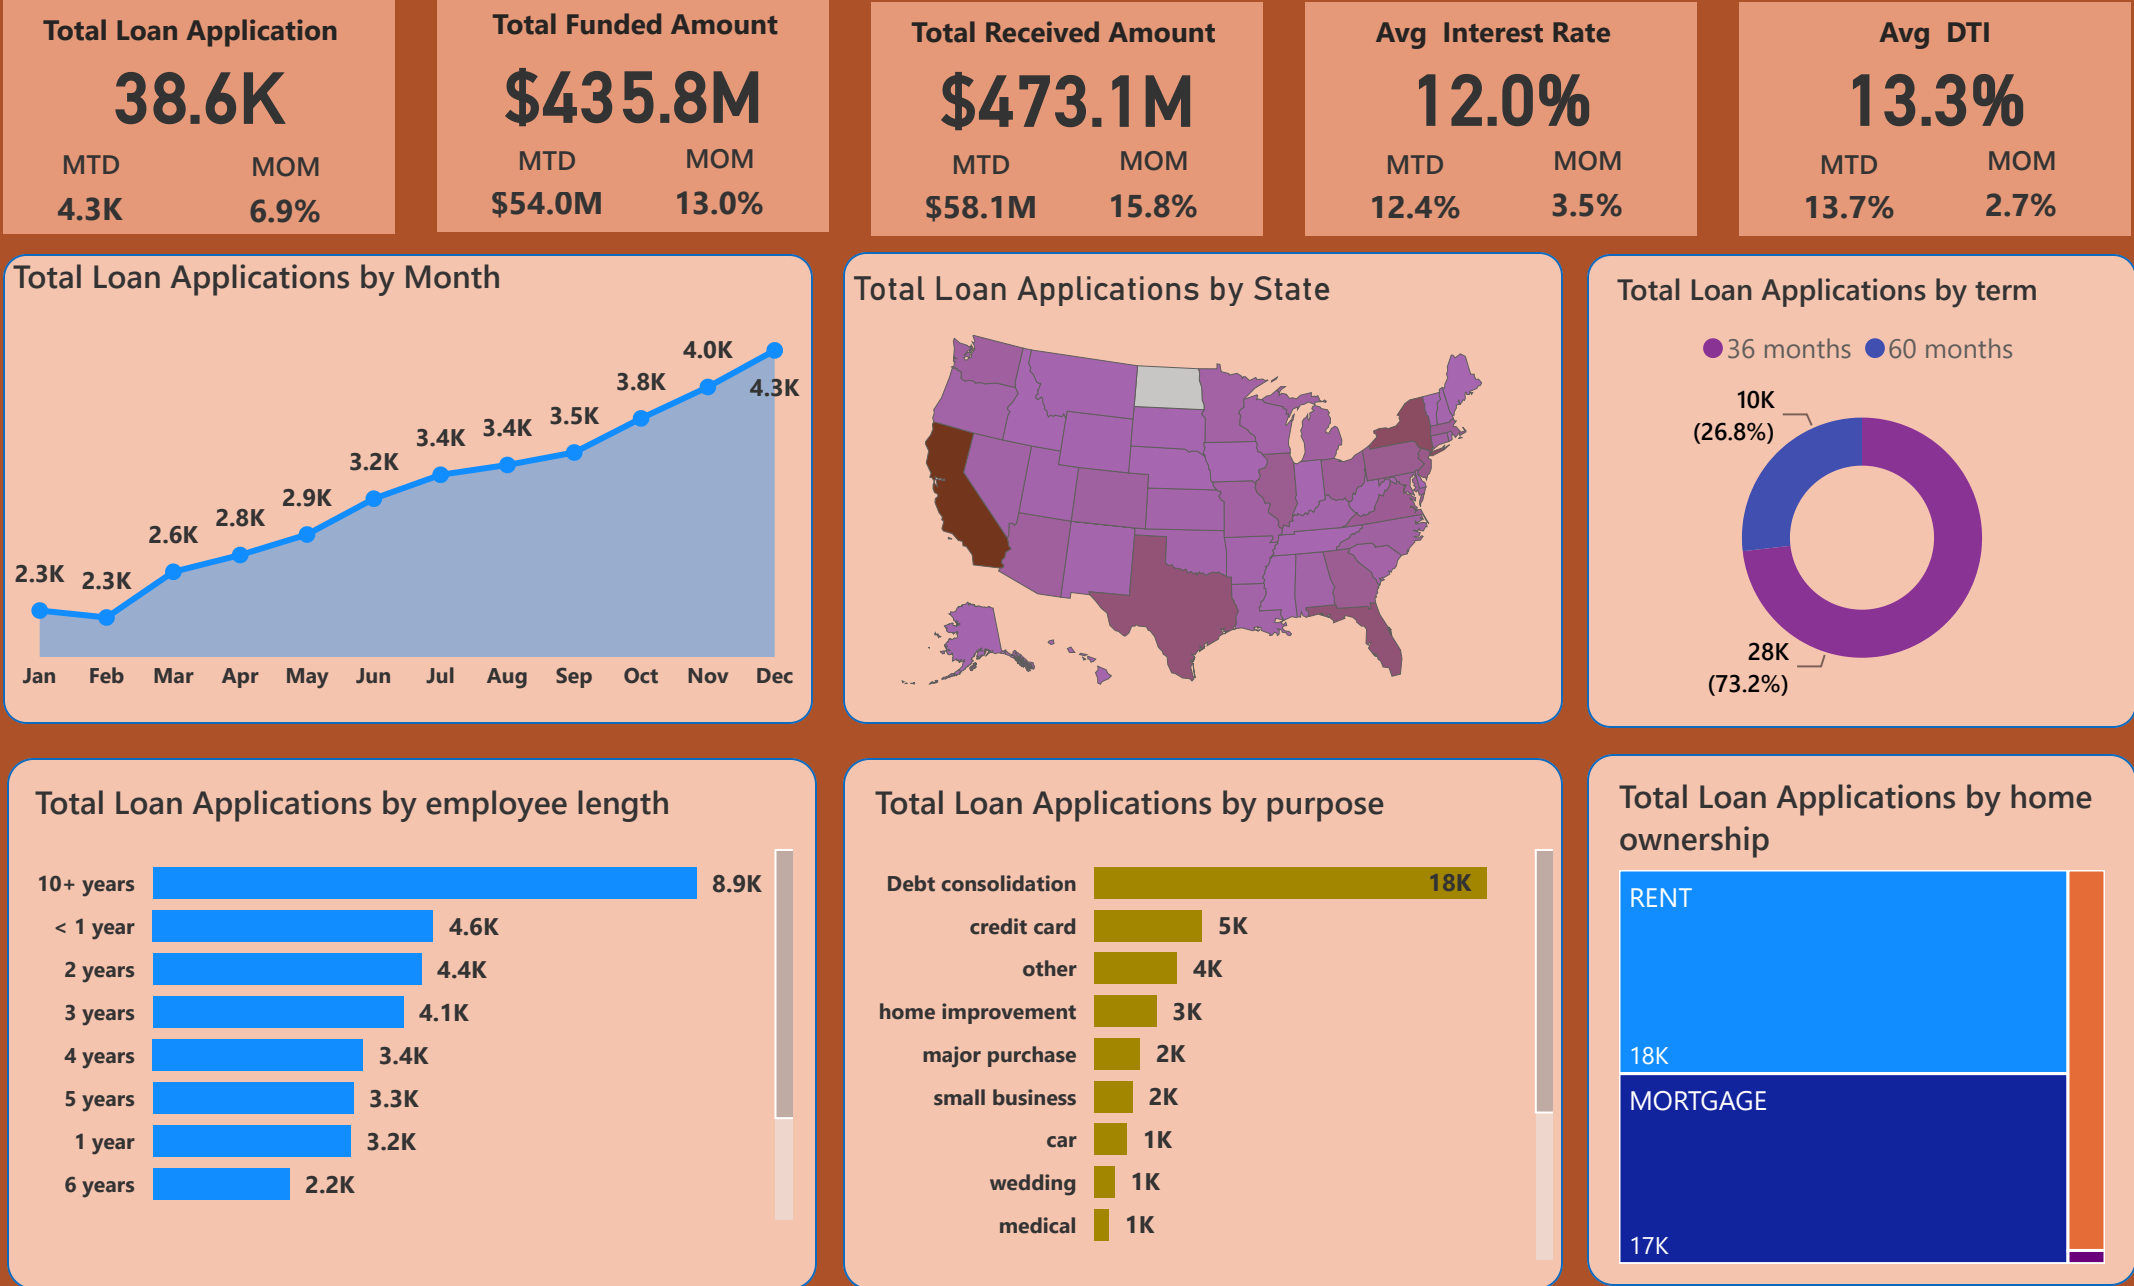 Total Loan Application
38.6K
MTD
MOM
4.3K
6.9%
Total Funded Amount
$435.8M
MTD
MOM
$54.0M
13.0%
Total Received Amount
$473.1M
MTD
MOM
$58.1M
15.8%
Avg Interest Rate
12.0%
MTD
MOM
12.4%
3.5%
Avg DTI
13.3%
MTD
MOM
13.7%
2.7%
Total Loan Applications by Month
2.3K
2.3K
2.6K
2.8K
2.9K
3.2K
3.4K
3.4K
3.5K
3.8K
4.0K
4.3K
Jan
Feb
Mar
Apr
May
Jun
Jul
Aug
Sep
Oct
Nov
Dec
Total Loan Applications by State
Total Loan Applications by term
36 months
60 months
10K
(26.8%)
28K
(73.2%)
Total Loan Applications by employee length
10+ years
8.9K
< 1 year
4.6K
2 years
4.4K
3 years
4.1K
4 years
3.4K
5 years
3.3K
1 year
3.2K
6 years
2.2K
Total Loan Applications by purpose
Debt consolidation
18K
credit card
5K
other
4K
home improvement
3K
major purchase
2K
small business
2K
car
1K
wedding
1K
medical
1K
Total Loan Applications by home
ownership
RENT
18K
MORTGAGE
17K